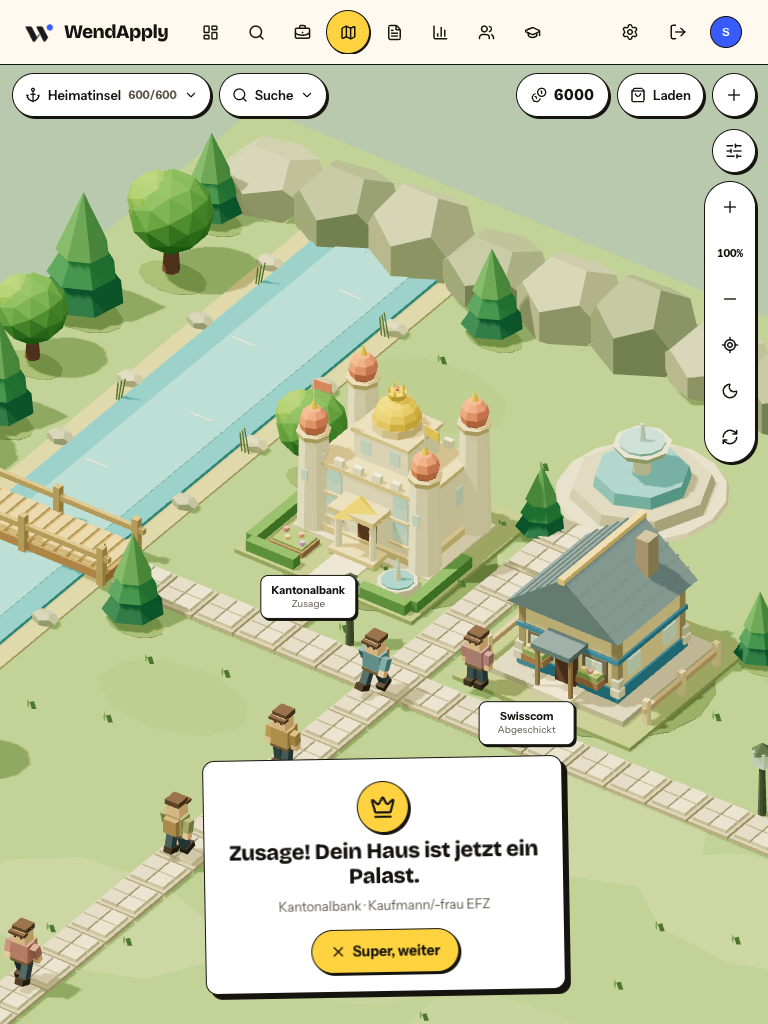 WendApply
S
Heimatinsel 600/600
Suche
6000
Laden
100%
Kantonalbank
Zusage
Swisscom
Abgeschickt
Zusage! Dein Haus ist jetzt ein
Palast.
Kantonalbank · Kaufmann/-frau EFZ
Super, weiter